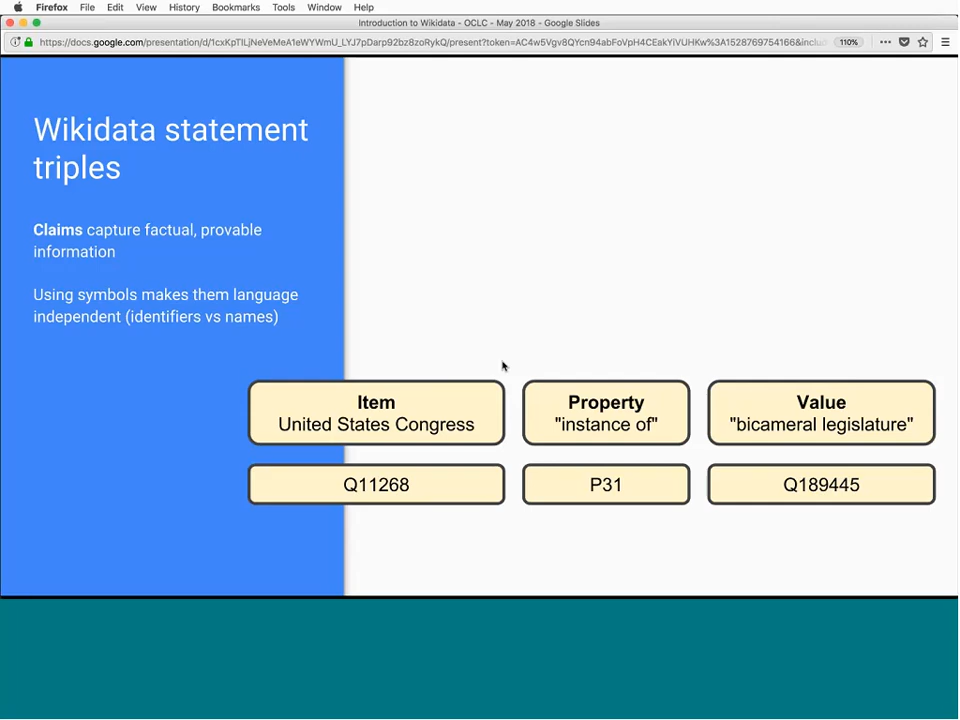 Firefox File Edit View History Bookmarks Tools Window Help
Introduction to Wikidata - OCLC - May 2018 - Google Slides
110%
Wikidata statement
triples
Claims capture factual, provable
information
Using symbols makes them language
independent (identifiers vs names)
Item Property Value
United States Congress "instance of" "bicameral legislature"
Q11268 P31 Q189445